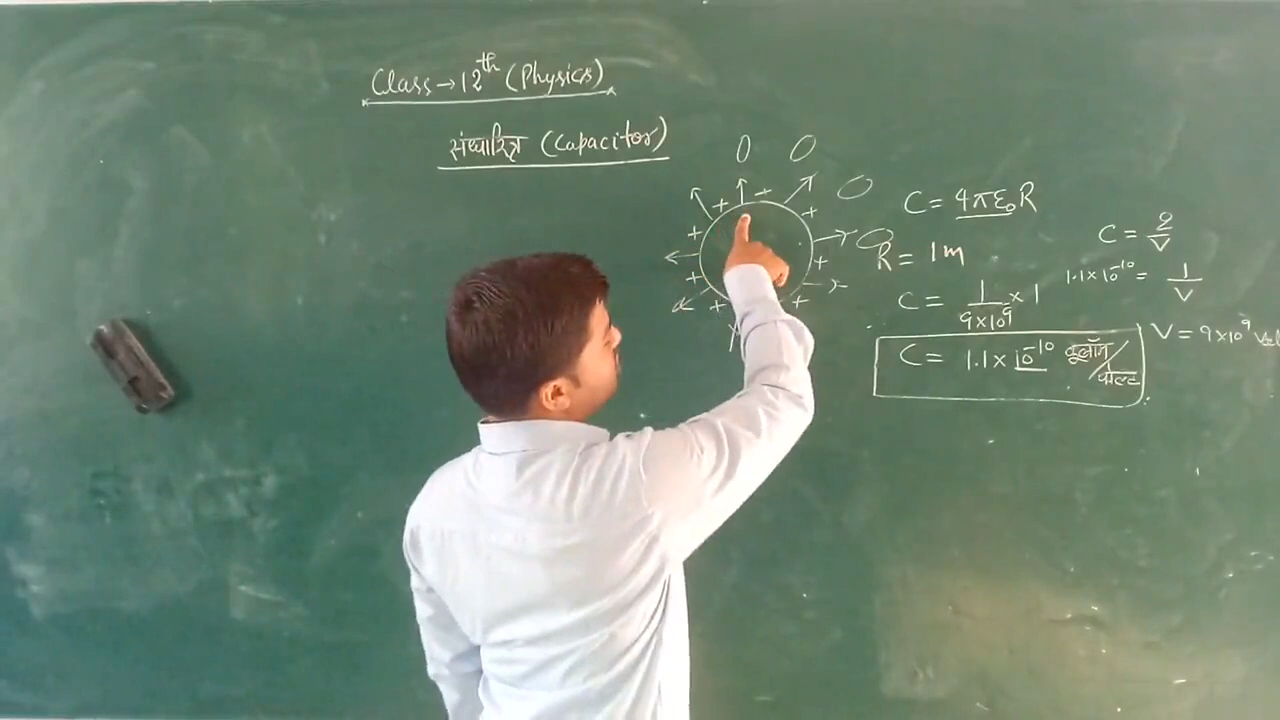 Class → 12th (Physics)
संधारित्र (Capacitor)
C = 4πε₀R
R = 1m
C = 1/9×10⁹ × 1
C = 1.1 × 10⁻¹⁰ कूलॉम/वोल्ट
C = q/V
1.1×10⁻¹⁰ = 1/V
V = 9×10⁹